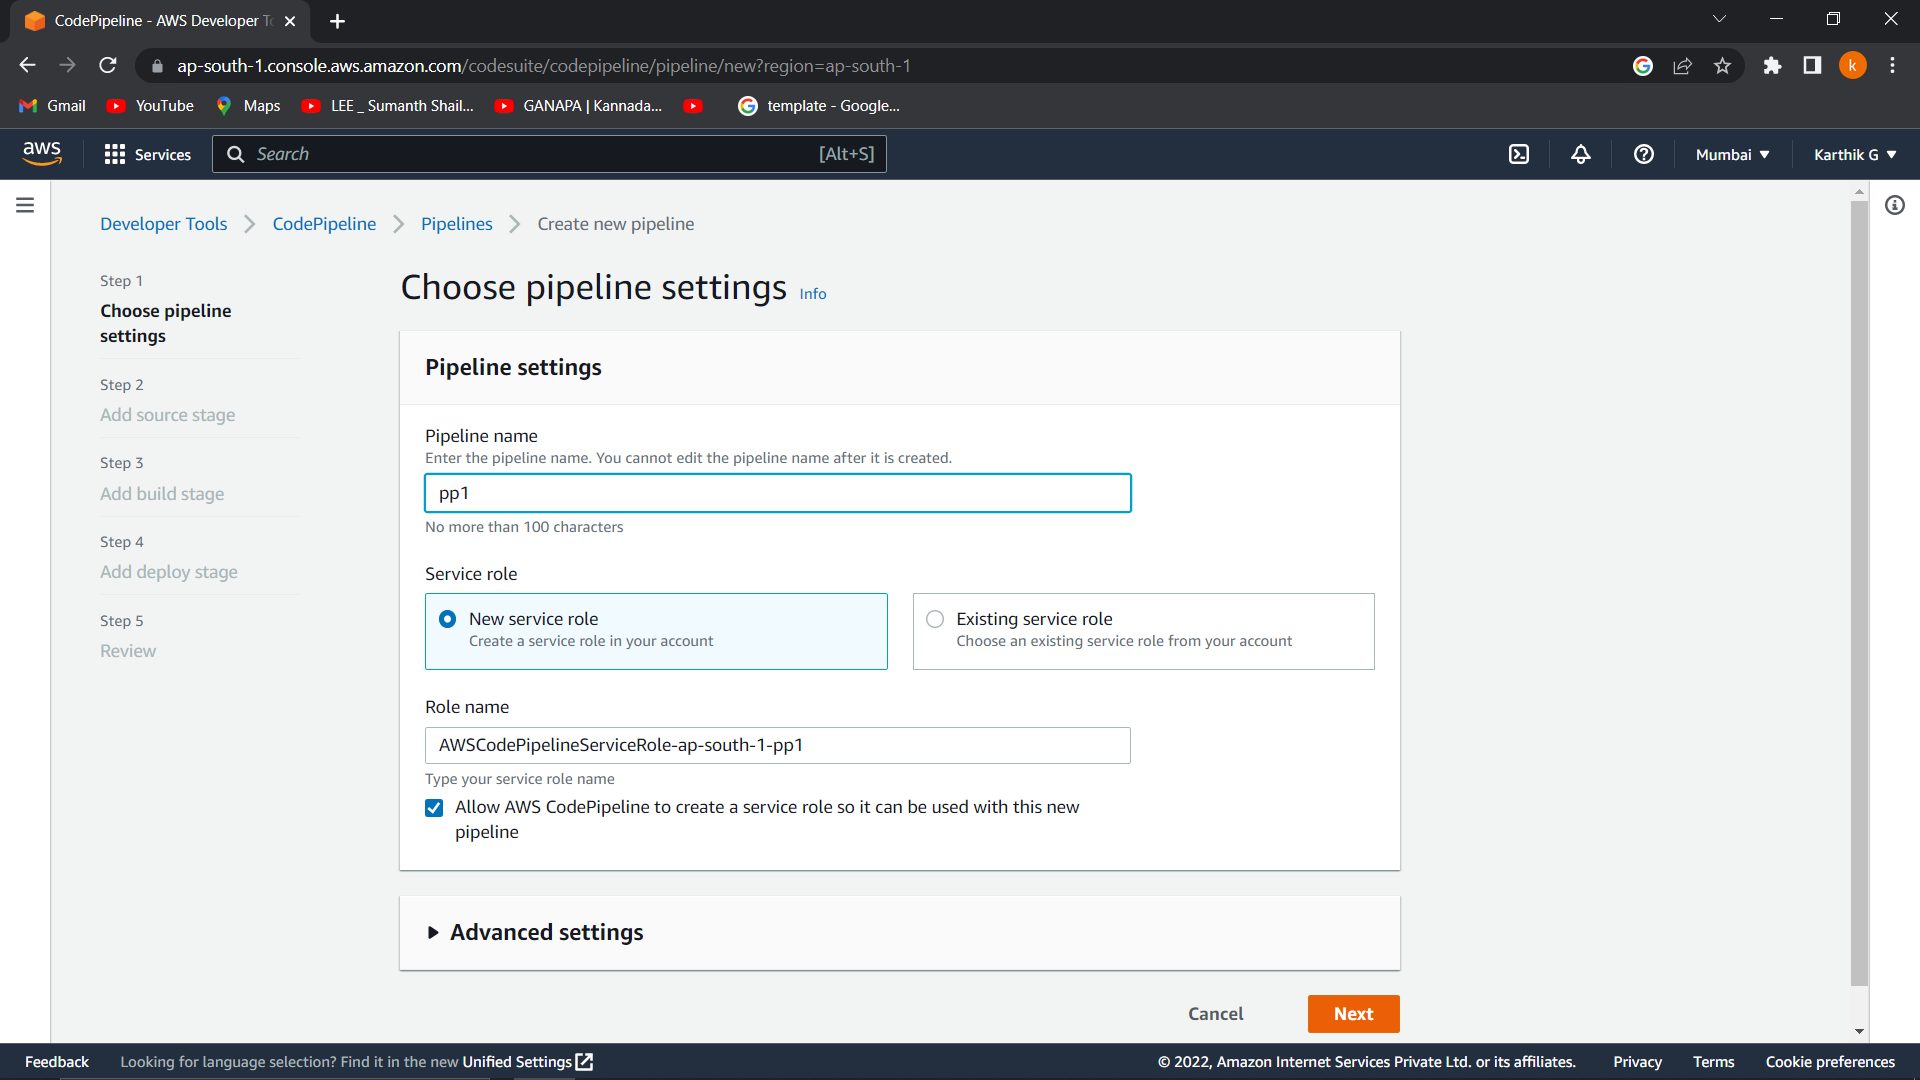 CodePipeline - AWS Developer To
ap-south-1.console.aws.amazon.com/codesuite/codepipeline/pipeline/new?region=ap-south-1
k
Gmail YouTube Maps LEE _ Sumanth Shail... GANAPA | Kannada... template - Google...
aws Services Search [Alt+S] Mumbai Karthik G
Developer Tools CodePipeline Pipelines Create new pipeline
Step 1
Choose pipeline
settings
Step 2
Add source stage
Step 3
Add build stage
Step 4
Add deploy stage
Step 5
Review
Choose pipeline settings Info
Pipeline settings
Pipeline name
Enter the pipeline name. You cannot edit the pipeline name after it is created.
pp1
No more than 100 characters
Service role
New service role
Create a service role in your account
Existing service role
Choose an existing service role from your account
Role name
AWSCodePipelineServiceRole-ap-south-1-pp1
Type your service role name
Allow AWS CodePipeline to create a service role so it can be used with this new
pipeline
Advanced settings
Cancel Next
Feedback Looking for language selection? Find it in the new Unified Settings © 2022, Amazon Internet Services Private Ltd. or its affiliates. Privacy Terms Cookie preferences